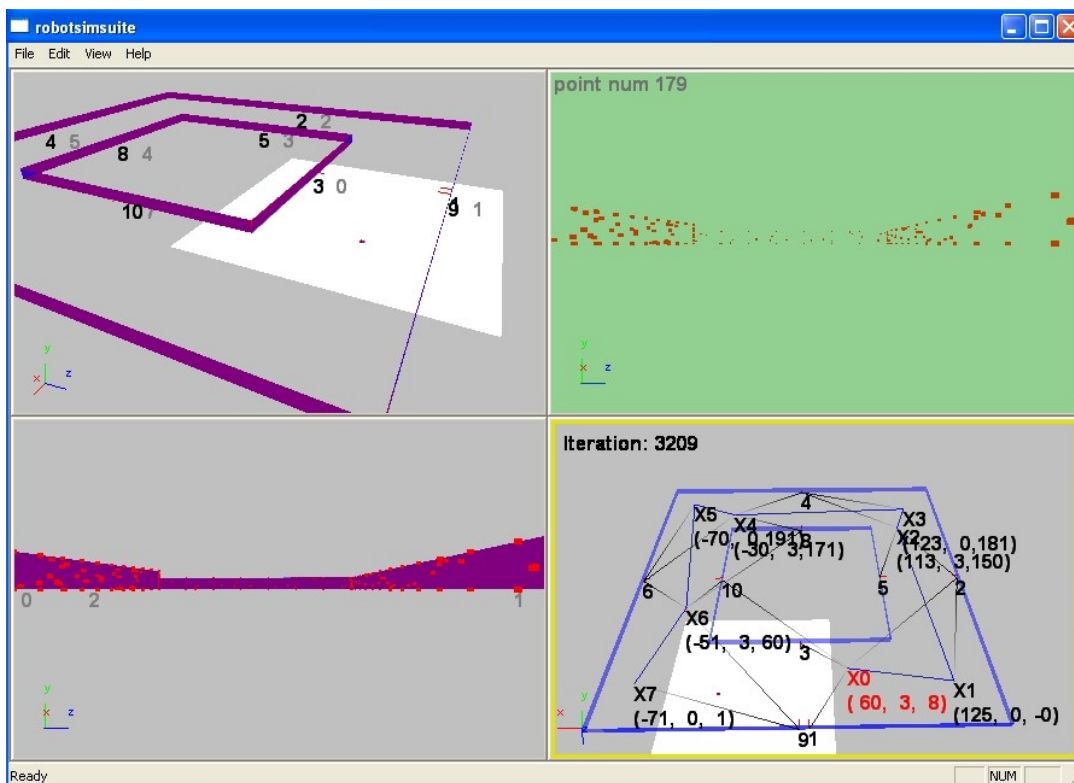 robotsimsuite
File Edit View Help
2 2
4 5
8 4
5 3
3 0
10
9 1
y
x z
point num 179
y
x z
0 2 1
y
x z
Iteration: 3209
4
X5
X4
X3
8
X2
(-70, 0,191)
(-30, 3,171)
(123, 0,181)
(113, 3,150)
6
10
5
2
X6
(-51, 3, 60)
3
X0
( 60, 3, 8)
X7
(-71, 0, 1)
X1
(125, 0, -0)
91
y
x z
Ready
NUM